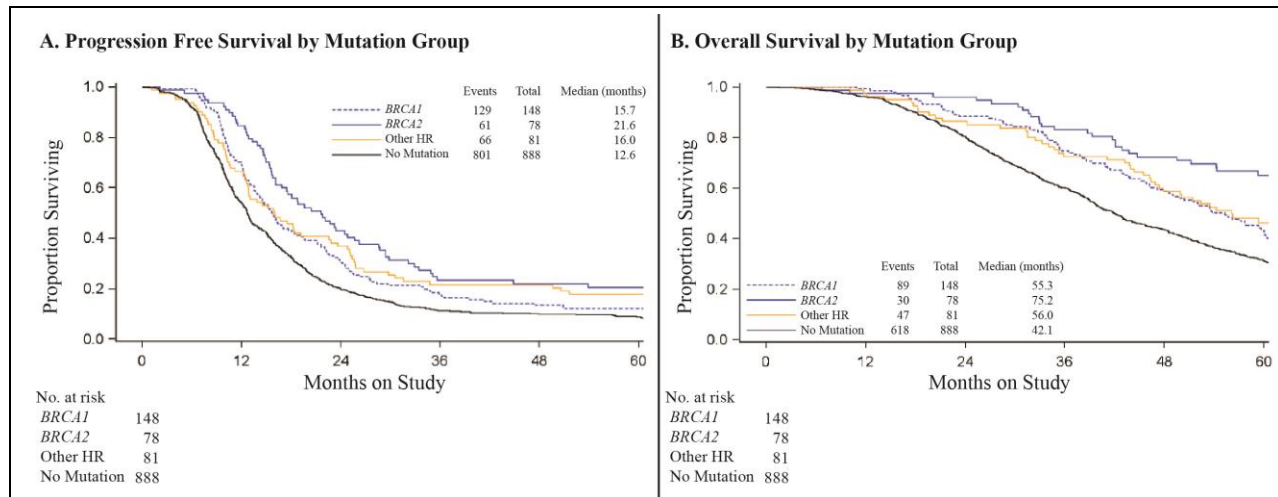 A. Progression Free Survival by Mutation Group
Proportion Surviving
1.0
0.8
0.6
0.4
0.2
0.0
Events Total Median (months)
BRCA1 129 148 15.7
BRCA2 61 78 21.6
Other HR 66 81 16.0
No Mutation 801 888 12.6
0 12 24 36 48 60
Months on Study
No. at risk
BRCA1 148
BRCA2 78
Other HR 81
No Mutation 888
B. Overall Survival by Mutation Group
Proportion Surviving
1.0
0.8
0.6
0.4
0.2
0.0
Events Total Median (months)
BRCA1 89 148 55.3
BRCA2 30 78 75.2
Other HR 47 81 56.0
No Mutation 618 888 42.1
0 12 24 36 48 60
Months on Study
No. at risk
BRCA1 148
BRCA2 78
Other HR 81
No Mutation 888